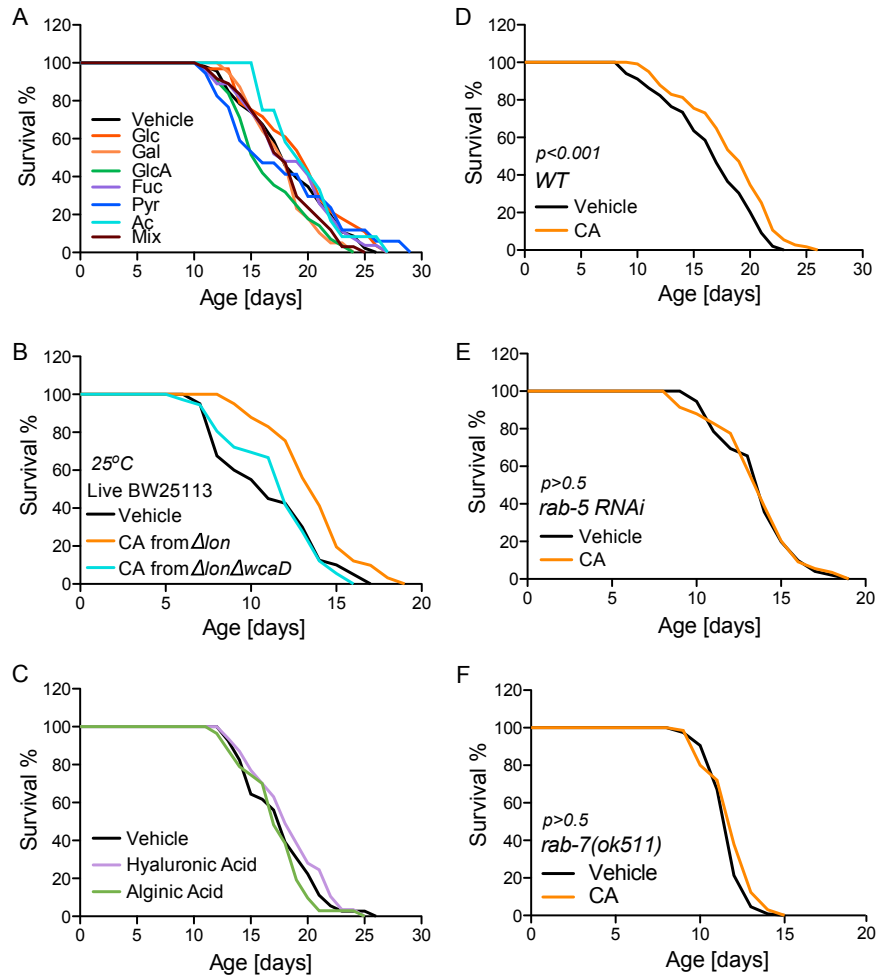 A
120
100
80
60
40
20
0
Survival %
Vehicle
Glc
Gal
GlcA
Fuc
Pyr
Ac
Mix
0 5 10 15 20 25 30
Age [days]
B
120
100
80
60
40
20
0
Survival %
25°C
Live BW25113
Vehicle
CA from Δlon
CA from ΔlonΔwcaD
0 5 10 15 20
Age [days]
C
120
100
80
60
40
20
0
Survival %
Vehicle
Hyaluronic Acid
Alginic Acid
0 5 10 15 20 25 30
Age [days]
D
120
100
80
60
40
20
0
Survival %
p<0.001
WT
Vehicle
CA
0 5 10 15 20 25 30
Age [days]
E
120
100
80
60
40
20
0
Survival %
p>0.5
rab-5 RNAi
Vehicle
CA
0 5 10 15 20
Age [days]
F
120
100
80
60
40
20
0
Survival %
p>0.5
rab-7(ok511)
Vehicle
CA
0 5 10 15 20
Age [days]